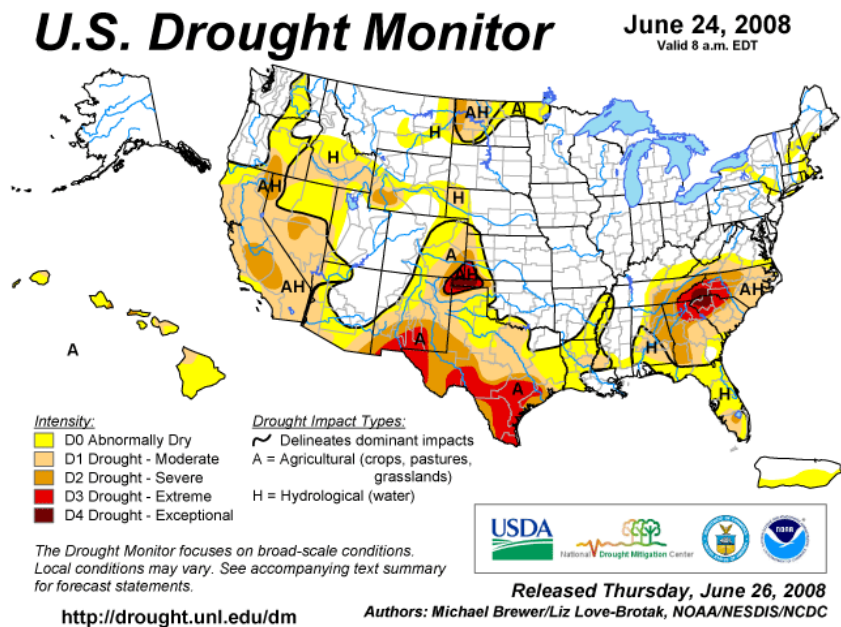 U.S. Drought Monitor
June 24, 2008
Valid 8 a.m. EDT
A
AH
A
H
H
AH
H
A
AH
AH
AH
A
H
A
H
A
Intensity:
D0 Abnormally Dry
D1 Drought - Moderate
D2 Drought - Severe
D3 Drought - Extreme
D4 Drought - Exceptional
Drought Impact Types:
Delineates dominant impacts
A = Agricultural (crops, pastures,
grasslands)
H = Hydrological (water)
USDA
National Drought Mitigation Center
NOAA
The Drought Monitor focuses on broad-scale conditions.
Local conditions may vary. See accompanying text summary
for forecast statements.
http://drought.unl.edu/dm
Released Thursday, June 26, 2008
Authors: Michael Brewer/Liz Love-Brotak, NOAA/NESDIS/NCDC